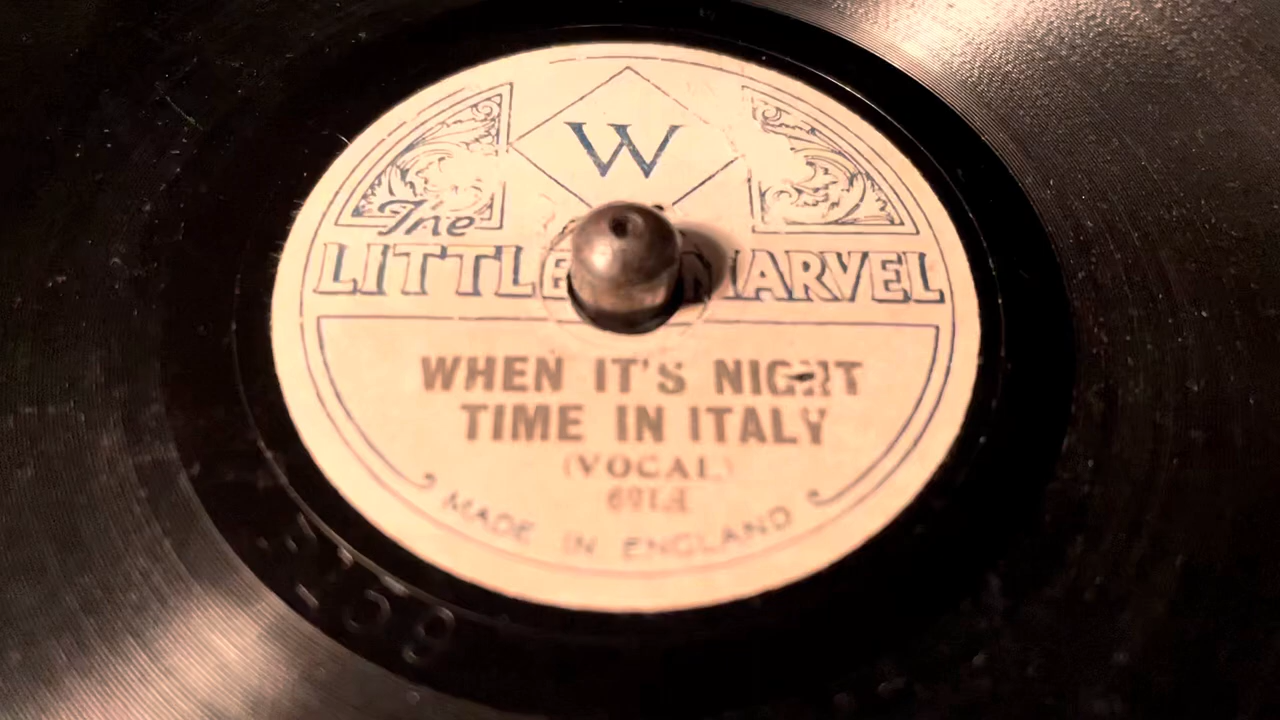 W
The
LITTLE MARVEL
WHEN IT'S NIGHT
TIME IN ITALY
(VOCAL)
MADE IN ENGLAND